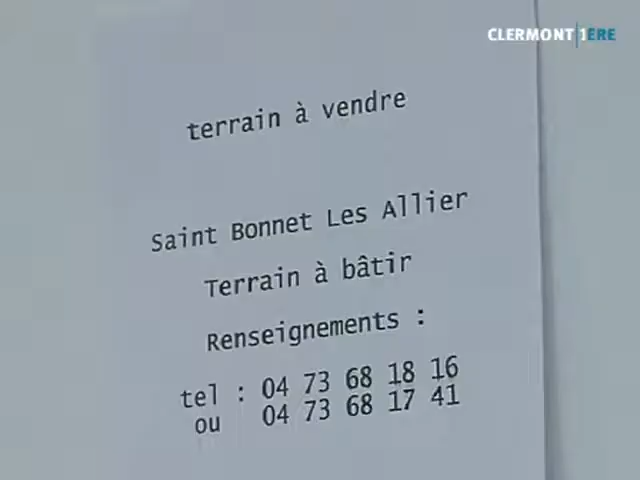 CLERMONT 1ERE
terrain à vendre
Saint Bonnet Les Allier
Terrain à bâtir
Renseignements :
tel : 04 73 68 18 16
ou 04 73 68 17 41